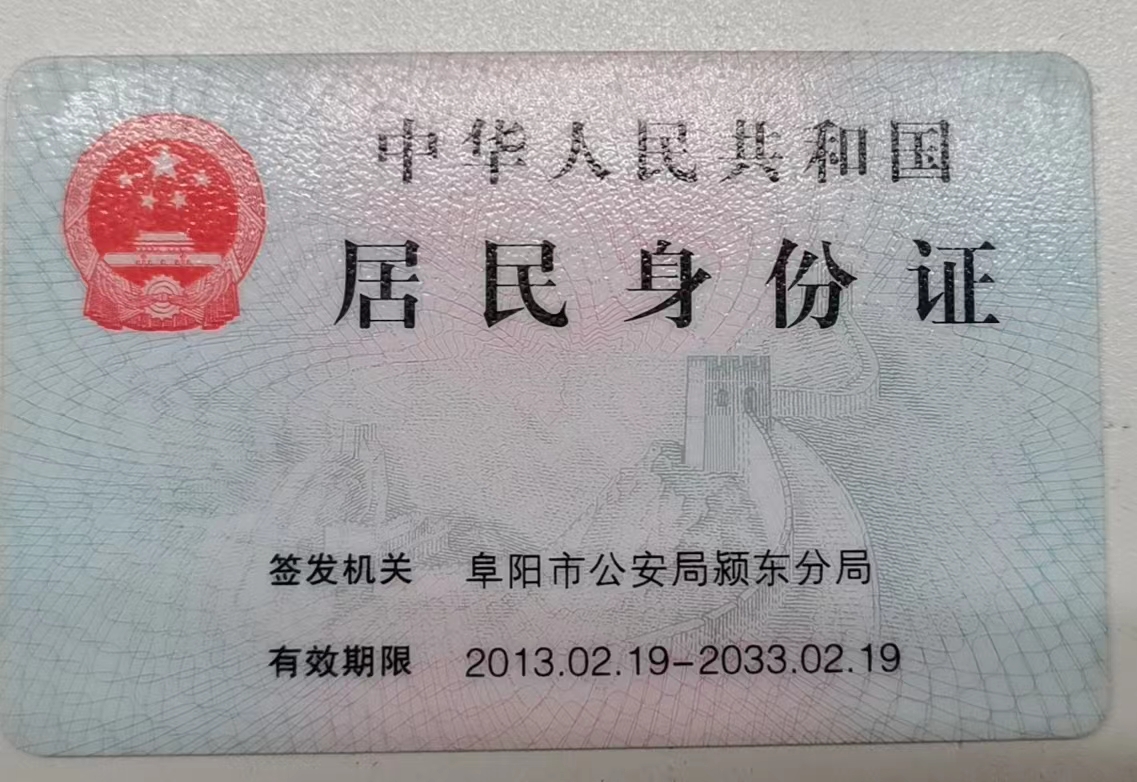 中华人民共和国
居民身份证
签发机关 阜阳市公安局颍东分局
有效期限 2013.02.19-2033.02.19